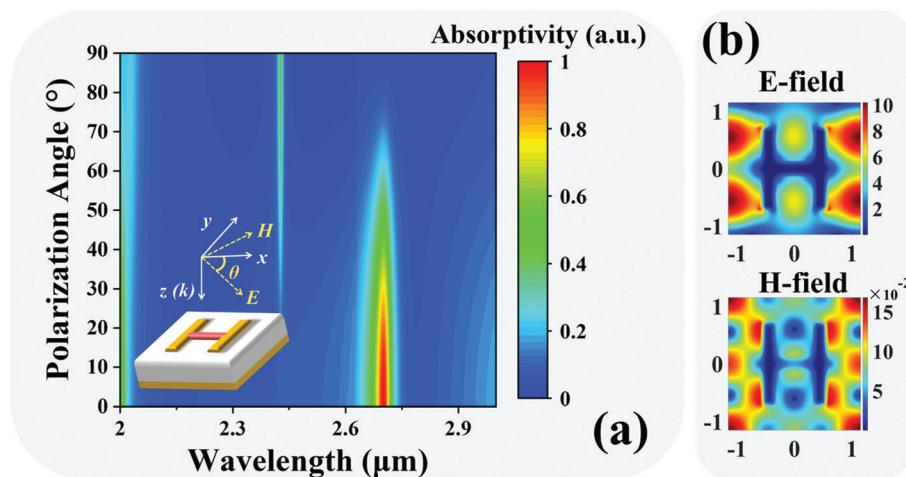 Absorptivity (a.u.)
Polarization Angle (°)
90
80
70
60
50
40
30
20
10
0
y
H
x
θ
z (k)
E
2
2.3
2.6
2.9
Wavelength (μm)
1
0.8
0.6
0.4
0.2
0
(a)
(b)
E-field
1
0
-1
-1 0 1
10
8
6
4
2
H-field
×10⁻²
1
0
-1
-1 0 1
15
10
5